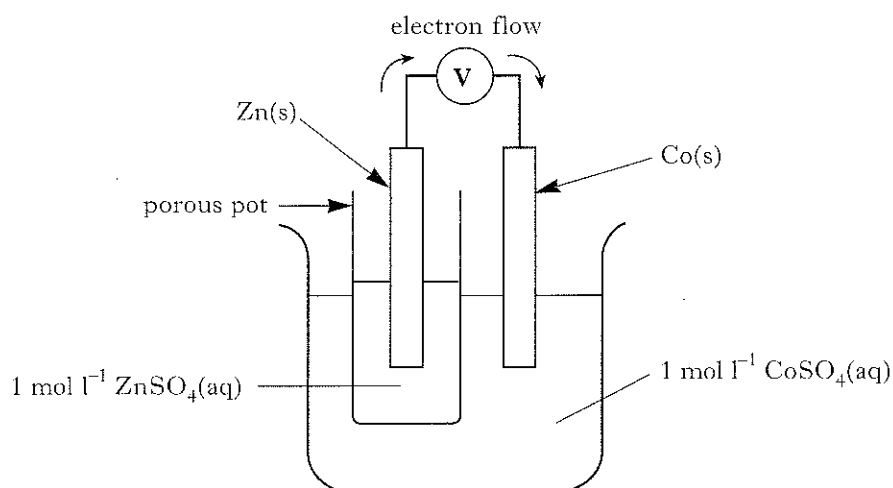 electron flow
V
Zn(s)
Co(s)
porous pot
1 mol l⁻¹ ZnSO₄(aq)
1 mol l⁻¹ CoSO₄(aq)